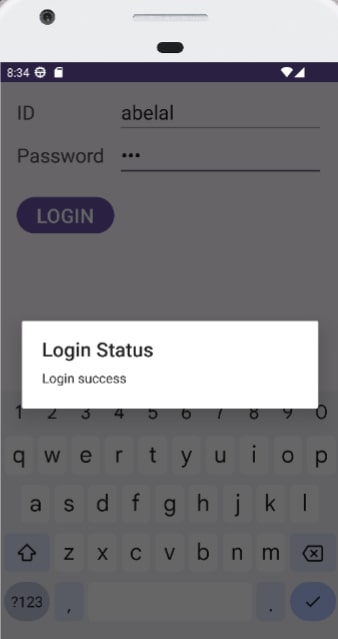 8:34
ID abelal
Password •••
LOGIN
Login Status
Login success
1 2 3 4 5 6 7 8 9 0
q w e r t y u i o p
a s d f g h j k l
z x c v b n m
?123 , .